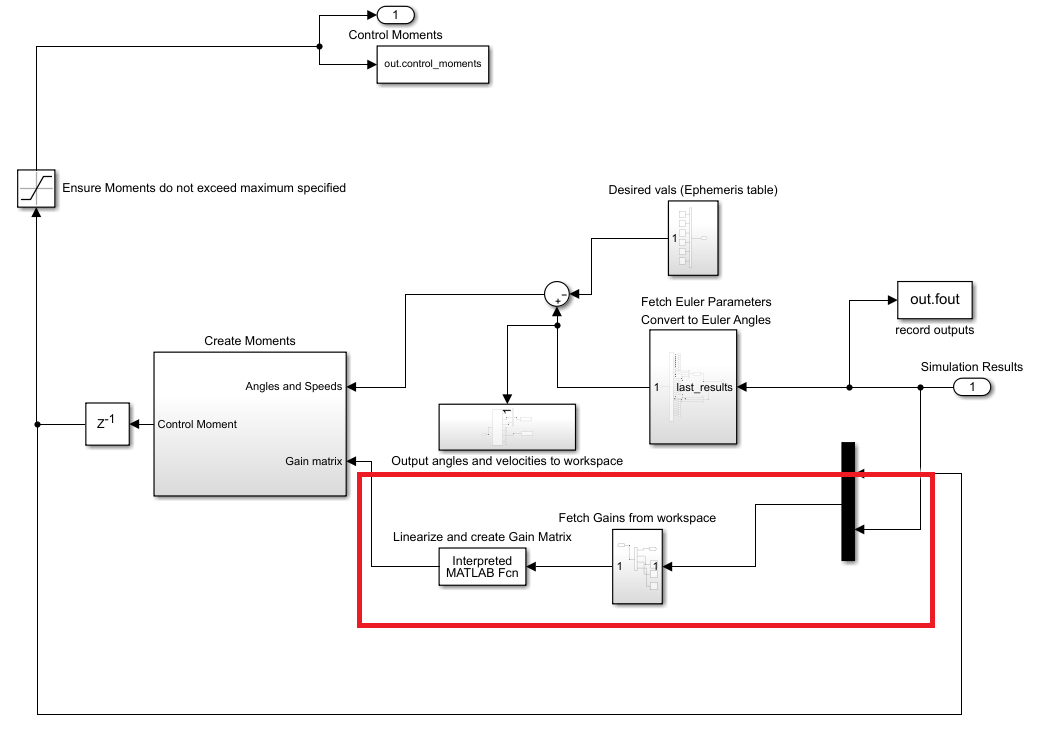 1
Control Moments
out.control_moments
Ensure Moments do not exceed maximum specified
Desired vals (Ephemeris table)
1
−
+
Fetch Euler Parameters
Convert to Euler Angles
out.fout
record outputs
Create Moments
Simulation Results
Angles and Speeds
1
last_results
1
1
Z-1
Control Moment
Gain matrix
Output angles and velocities to workspace
Fetch Gains from workspace
Linearize and create Gain Matrix
Interpreted
MATLAB Fcn
1
1